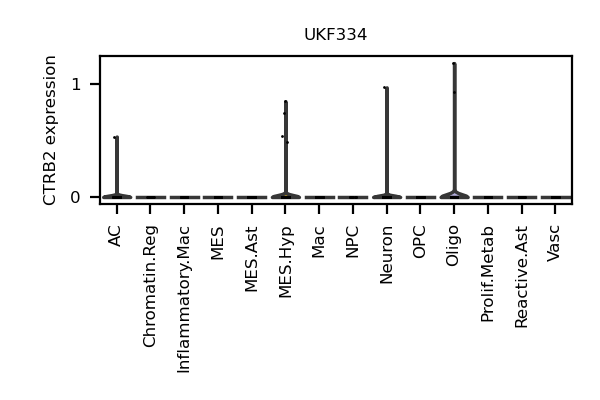 UKF334
CTRB2 expression
1
0
AC
Chromatin.Reg
Inflammatory.Mac
MES
MES.Ast
MES.Hyp
Mac
NPC
Neuron
OPC
Oligo
Prolif.Metab
Reactive.Ast
Vasc